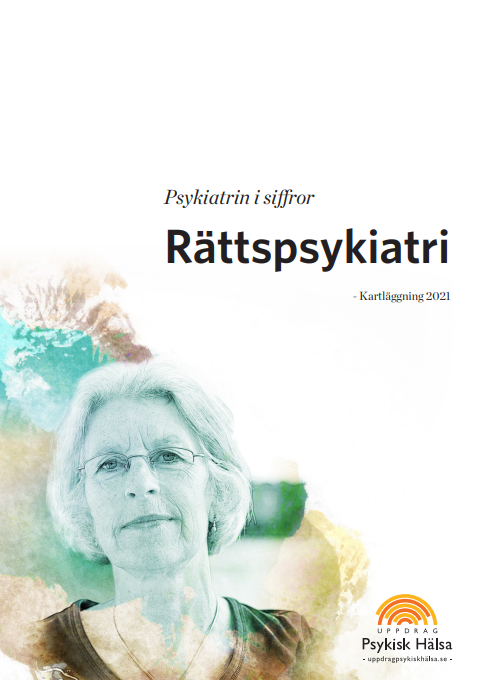 Psykiatrin i siffror
Rättspsykiatri
- Kartläggning 2021
UPPDRAG
Psykisk Hälsa
- uppdragpsykiskhälsa.se -